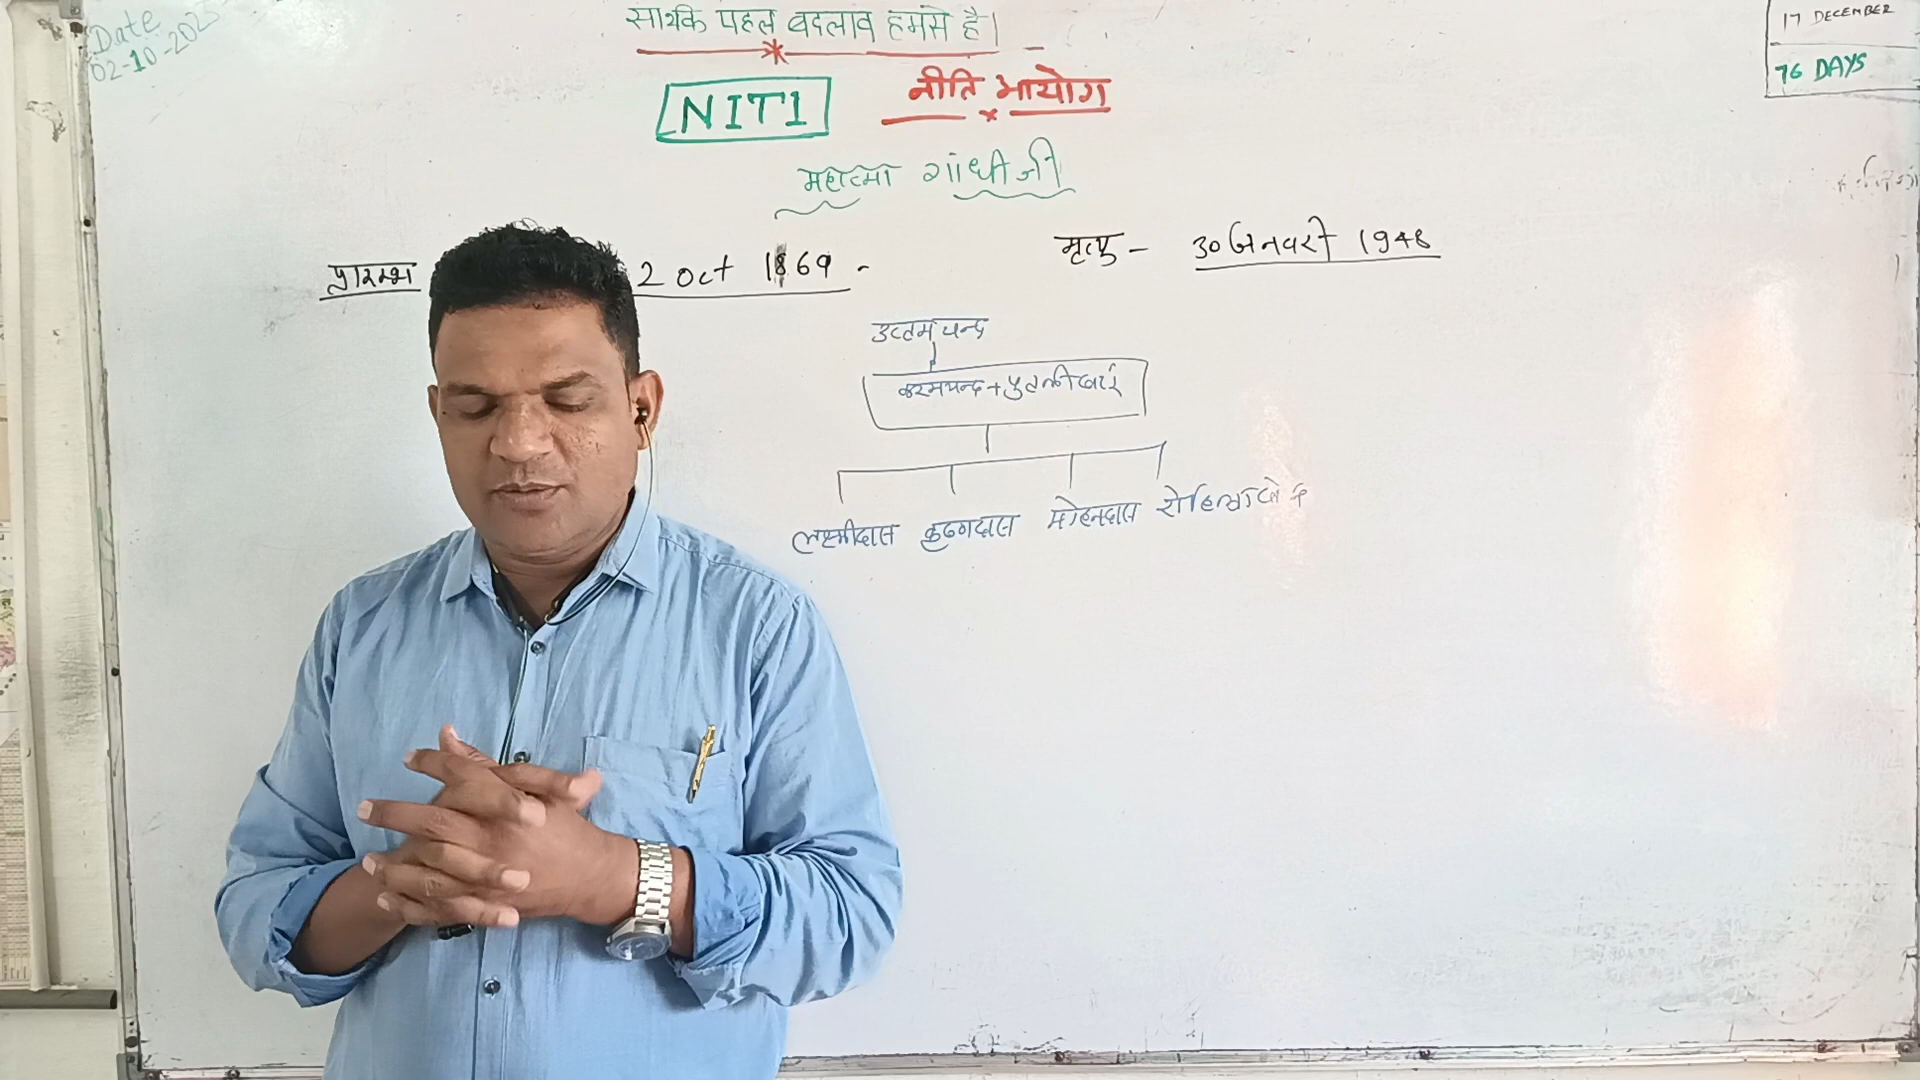 Date
02-10-2025
सार्थक पहल बदलाव हमसे है।
17 DECEMBER
76 DAYS
NITI नीति आयोग
महात्मा गांधी जी
प्रारम्भ 2 Oct 1869 -
मृत्यु - 30 जनवरी 1948
उत्तमचन्द
करमचन्द + पुतलीबाई
लक्ष्मीदास कृष्णदास मोहनदास